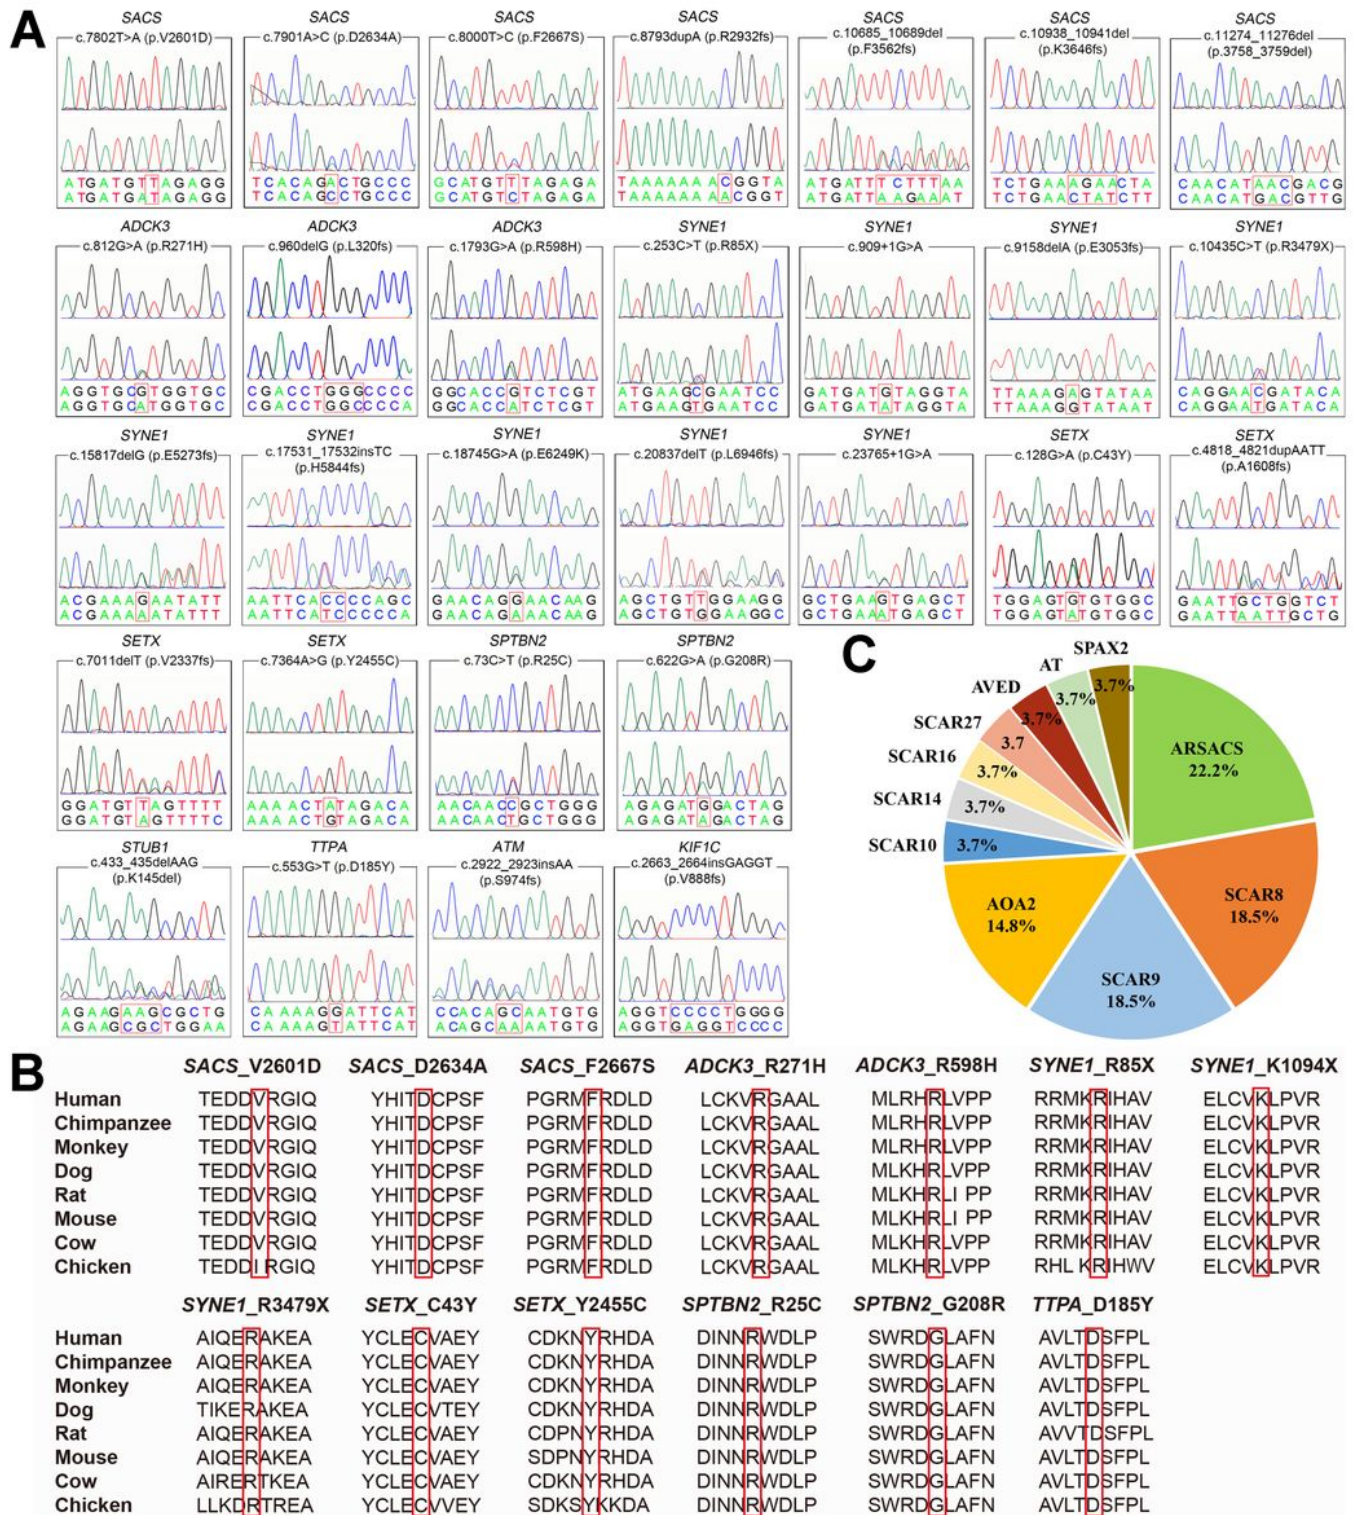 A
SACS
c.7802T>A (p.V2601D)
ATGATGTTAGAGG
ATGATGATAGAGG
SACS
c.7901A>C (p.D2634A)
TCACAGACTGCCC
TCACAGCCTGCCC
SACS
c.8000T>C (p.F2667S)
GCATGTTTAGAGA
GCATGTCTAGAGA
SACS
c.8793dupA (p.R2932fs)
TAAAAAAACGGTA
TAAAAAAAACGGT
SACS
c.10685_10689del
(p.F3562fs)
ATGATTTCTTTAA
ATGATTAAGAAAT
SACS
c.10938_10941del
(p.K3646fs)
TCTGAAAGAACTA
TCTGAACTATCTT
SACS
c.11274_11276del
(p.3758_3759del)
CAACATAACGACG
CAACATGACGTTG
ADCK3
c.812G>A (p.R271H)
AGGTGCGTGGTGC
AGGTGCATGGTGC
ADCK3
c.960delG (p.L320fs)
CGACCTGGGCCCC
CGACCTGGCCCCA
ADCK3
c.1793G>A (p.R598H)
GGCACCGTCTCGT
GGCACCATCTCGT
SYNE1
c.253C>T (p.R85X)
ATGAAGCGAATCC
ATGAAGTGAATCC
SYNE1
c.909+1G>A
GATGATGTAGGTA
GATGATATAGGTA
SYNE1
c.9158delA (p.E3053fs)
TTAAAGAGTATAA
TTAAAGGTATAAT
SYNE1
c.10435C>T (p.R3479X)
CAGGAACGATACA
CAGGAATGATACA
SYNE1
c.15817delG (p.E5273fs)
ACGAAAGAATATT
ACGAAAAATATTT
SYNE1
c.17531_17532insTC
(p.H5844fs)
AATTCACCCCAGC
AATTCATCCCCCA
SYNE1
c.18745G>A (p.E6249K)
GAACAGGAACAAG
GAACAGAAACAAG
SYNE1
c.20837delT (p.L6946fs)
AGCTGTTGGAAGG
AGCTGTGGAAGGC
SYNE1
c.23765+1G>A
GCTGAAGTGAGCT
GCTGAAATGAGCT
SETX
c.128G>A (p.C43Y)
TGGAGTGTGTGGC
TGGAGTATGTGGC
SETX
c.4818_4821dupAATT
(p.A1608fs)
GAATTGCTGGTCT
GAATTAATTGCTG
SETX
c.7011delT (p.V2337fs)
GGATGTTAGTTTT
GGATGTAGTTTTC
SETX
c.7364A>G (p.Y2455C)
AAAACTATAGACA
AAAACTGTAGACA
SPTBN2
c.73C>T (p.R25C)
AACAACCGCTGGG
AACAACTGCTGGG
SPTBN2
c.622G>A (p.G208R)
AGAGATGGACTAG
AGAGATAGACTAG
STUB1
c.433_435delAAG
(p.K145del)
AGAAGAAGCGCTG
AGAAGCGCTGGAA
TTPA
c.553G>T (p.D185Y)
CAAAAGGATTCAT
CAAAAGTATTCAT
ATM
c.2922_2923insAA
(p.S974fs)
CCACAGCAATGTG
ACAGCAAAATGTG
KIF1C
c.2663_2664insGAGGT
(p.V888fs)
AGGTCCCCTGGGG
AGGTGAGGTCCCC
C
SPAX2
3.7%
AT
3.7%
AVED
3.7%
SCAR27
3.7
SCAR16
3.7%
SCAR14
3.7%
SCAR10
3.7%
AOA2
14.8%
SCAR9
18.5%
SCAR8
18.5%
ARSACS
22.2%
B
SACS_V2601D SACS_D2634A SACS_F2667S ADCK3_R271H ADCK3_R598H SYNE1_R85X SYNE1_K1094X
Human TEDDVRGIQ YHITDCPSF PGRMFRDLD LCKVRGAAL MLRHRLVPP RRMKRIHAV ELCVKLPVR
Chimpanzee TEDDVRGIQ YHITDCPSF PGRMFRDLD LCKVRGAAL MLRHRLVPP RRMKRIHAV ELCVKLPVR
Monkey TEDDVRGIQ YHITDCPSF PGRMFRDLD LCKVRGAAL MLRHRLVPP RRMKRIHAV ELCVKLPVR
Dog TEDDVRGIQ YHITDCPSF PGRMFRDLD LCKVRGAAL MLKHRLVPP RRMKRIHAV ELCVKLPVR
Rat TEDDVRGIQ YHITDCPSF PGRMFRDLD LCKVRGAAL MLKHRLIPP RRMKRIHAV ELCVKLPVR
Mouse TEDDVRGIQ YHITDCPSF PGRMFRDLD LCKVRGAAL MLKHRLIPP RRMKRIHAV ELCVKLPVR
Cow TEDDVRGIQ YHITDCPSF PGRMFRDLD LCKVRGAAL MLKHRLVPP RRMKRIHAV ELCVKLPVR
Chicken TEDDIRGIQ YHITDCPSF PGRMFRDLD LCKVRGAAL MLKHRLVPP RHLKRIHWV ELCVKLPVR
SYNE1_R3479X SETX_C43Y SETX_Y2455C SPTBN2_R25C SPTBN2_G208R TTPA_D185Y
Human AIQERAKEA YCLECVAEY CDKNYRHDA DINNRWDLP SWRDGLAFN AVLTDSFPL
Chimpanzee AIQERAKEA YCLECVAEY CDKNYRHDA DINNRWDLP SWRDGLAFN AVLTDSFPL
Monkey AIQERAKEA YCLECVAEY CDKNYRHDA DINNRWDLP SWRDGLAFN AVLTDSFPL
Dog TIKERAKEA YCLECVTEY CDKNYRHDA DINNRWDLP SWRDGLAFN AVLTDSFPL
Rat AIQERAKEA YCLECVAEY CDPNYRHDA DINNRWDLP SWRDGLAFN AVVTDSFPL
Mouse AIQERAKEA YCLECVAEY SDPNYRHDA DINNRWDLP SWRDGLAFN AVLTDSFPL
Cow AIRERTKEA YCLECVAEY CDKNYRHDA DINNRWDLP SWRDGLAFN AVLTDSFPL
Chicken LLKDRTREA YCLECVVEY SDKSYKKDA DINNRWDLP SWRDGLAFN AVLTDSFPL